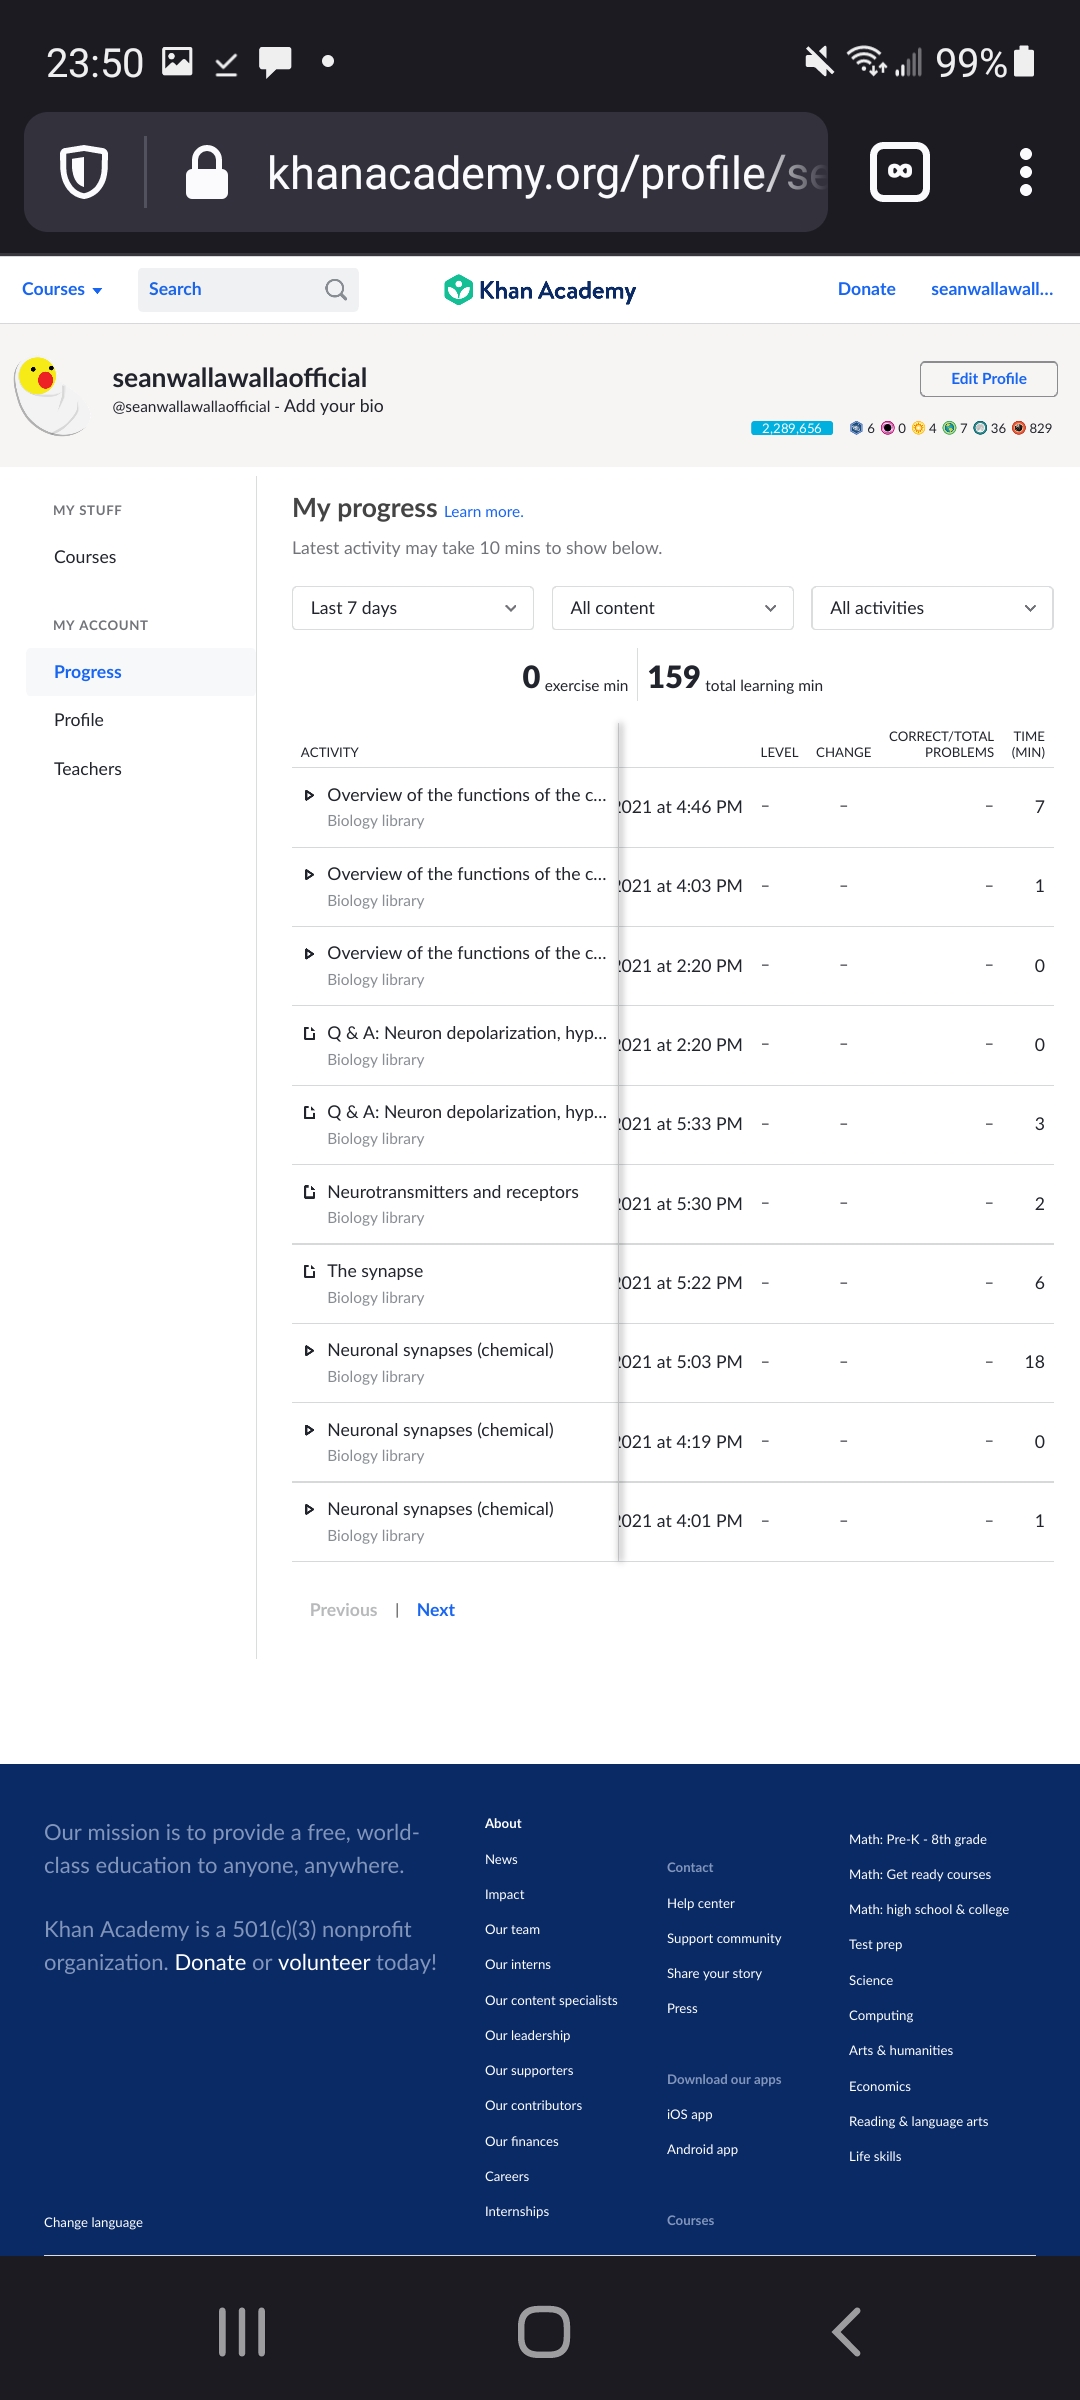 23:50
99%
khanacademy.org/profile/se
Courses
Search
Khan Academy
Donate
seanwallawall...
seanwallawallaofficial
@seanwallawallaofficial - Add your bio
Edit Profile
2,289,656
6 0 4 7 36 829
MY STUFF
Courses
MY ACCOUNT
Progress
Profile
Teachers
My progress Learn more.
Latest activity may take 10 mins to show below.
Last 7 days
All content
All activities
0 exercise min
159 total learning min
ACTIVITY LEVEL CHANGE CORRECT/TOTAL PROBLEMS TIME (MIN)
Overview of the functions of the c... 2021 at 4:46 PM – – – 7
Biology library
Overview of the functions of the c... 2021 at 4:03 PM – – – 1
Biology library
Overview of the functions of the c... 2021 at 2:20 PM – – – 0
Biology library
Q & A: Neuron depolarization, hyp... 2021 at 2:20 PM – – – 0
Biology library
Q & A: Neuron depolarization, hyp... 2021 at 5:33 PM – – – 3
Biology library
Neurotransmitters and receptors 2021 at 5:30 PM – – – 2
Biology library
The synapse 2021 at 5:22 PM – – – 6
Biology library
Neuronal synapses (chemical) 2021 at 5:03 PM – – – 18
Biology library
Neuronal synapses (chemical) 2021 at 4:19 PM – – – 0
Biology library
Neuronal synapses (chemical) 2021 at 4:01 PM – – – 1
Biology library
Previous | Next
Our mission is to provide a free, world-
class education to anyone, anywhere.
Khan Academy is a 501(c)(3) nonprofit
organization. Donate or volunteer today!
Change language
About
News
Impact
Our team
Our interns
Our content specialists
Our leadership
Our supporters
Our contributors
Our finances
Careers
Internships
Contact
Help center
Support community
Share your story
Press
Download our apps
iOS app
Android app
Courses
Math: Pre-K - 8th grade
Math: Get ready courses
Math: high school & college
Test prep
Science
Computing
Arts & humanities
Economics
Reading & language arts
Life skills